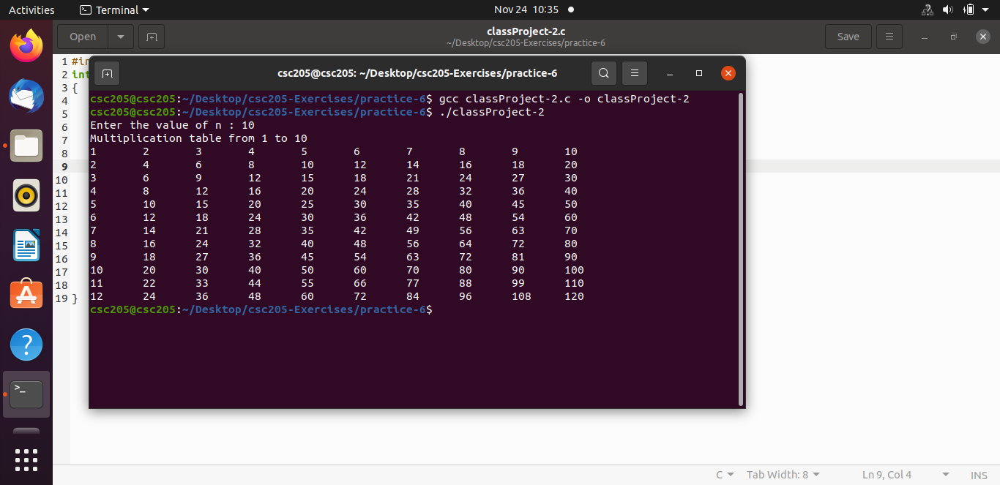 Activities Terminal Nov 24 10:35
Open classProject-2.c Save
~/Desktop/csc205-Exercises/practice-6
1 #in
2 int
3 {
4
5
6
7
8
9
10
11
12
13
14
15
16
17
18
19 }
csc205@csc205: ~/Desktop/csc205-Exercises/practice-6
csc205@csc205:~/Desktop/csc205-Exercises/practice-6$ gcc classProject-2.c -o classProject-2
csc205@csc205:~/Desktop/csc205-Exercises/practice-6$ ./classProject-2
Enter the value of n : 10
Multiplication table from 1 to 10
1 2 3 4 5 6 7 8 9 10
2 4 6 8 10 12 14 16 18 20
3 6 9 12 15 18 21 24 27 30
4 8 12 16 20 24 28 32 36 40
5 10 15 20 25 30 35 40 45 50
6 12 18 24 30 36 42 48 54 60
7 14 21 28 35 42 49 56 63 70
8 16 24 32 40 48 56 64 72 80
9 18 27 36 45 54 63 72 81 90
10 20 30 40 50 60 70 80 90 100
11 22 33 44 55 66 77 88 99 110
12 24 36 48 60 72 84 96 108 120
csc205@csc205:~/Desktop/csc205-Exercises/practice-6$
C Tab Width: 8 Ln 9, Col 4 INS